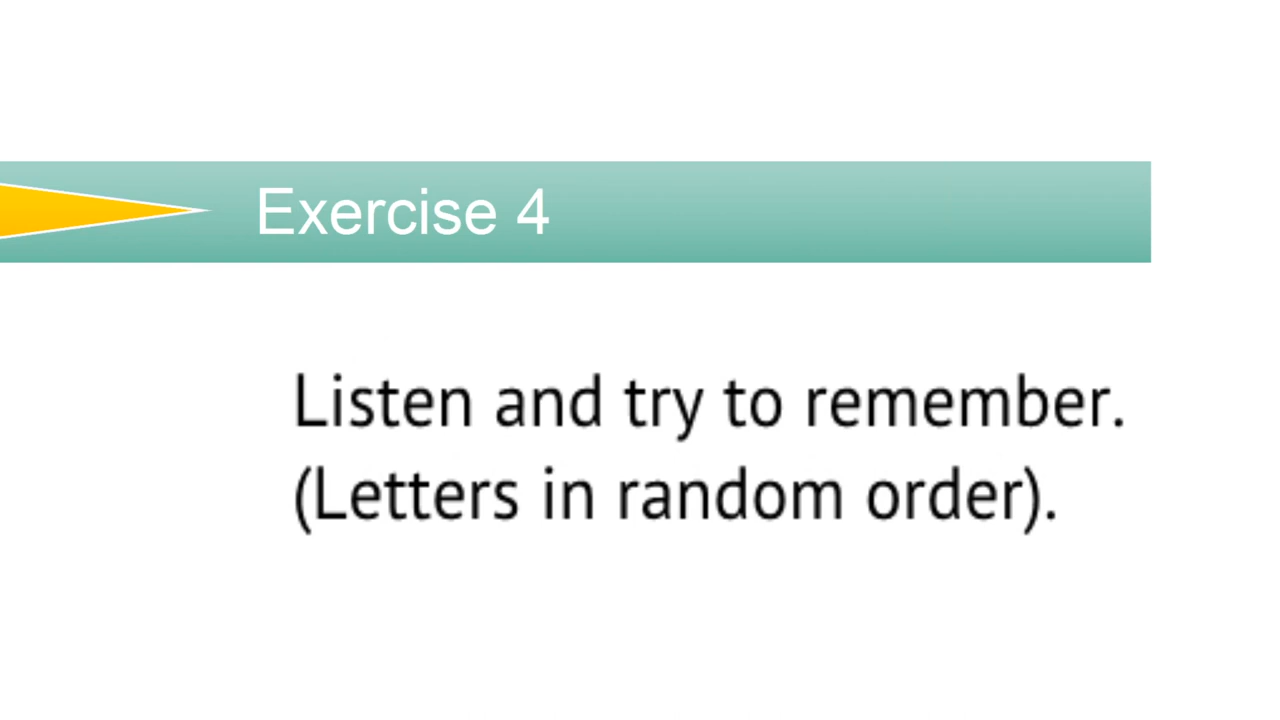 Exercise 4
Listen and try to remember.
(Letters in random order).